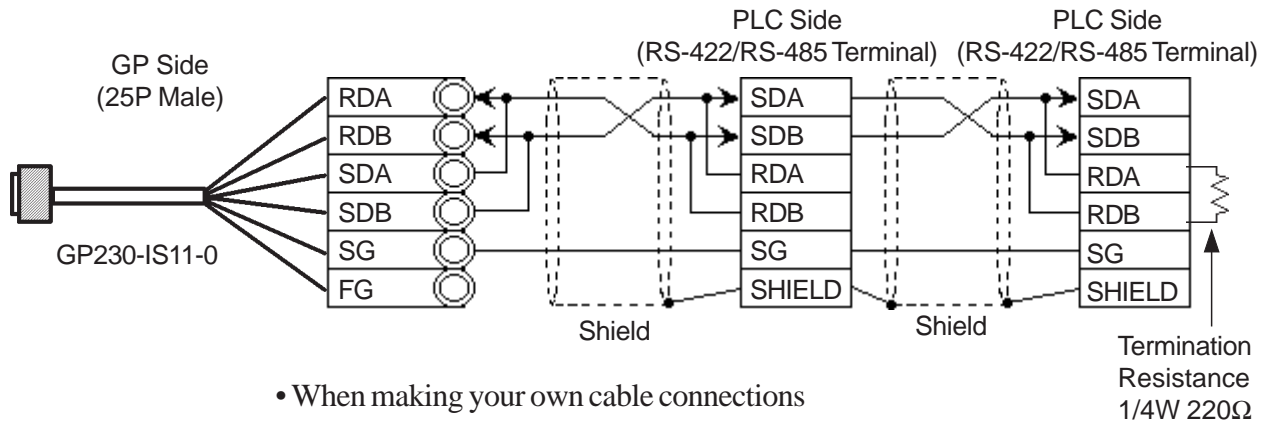 PLC Side
(RS-422/RS-485 Terminal)
PLC Side
(RS-422/RS-485 Terminal)
GP Side
(25P Male)
GP230-IS11-0
RDA
RDB
SDA
SDB
SG
FG
Shield
SDA
SDB
RDA
RDB
SG
SHIELD
Shield
SDA
SDB
RDA
RDB
SG
SHIELD
Termination
Resistance
1/4W 220Ω
• When making your own cable connections